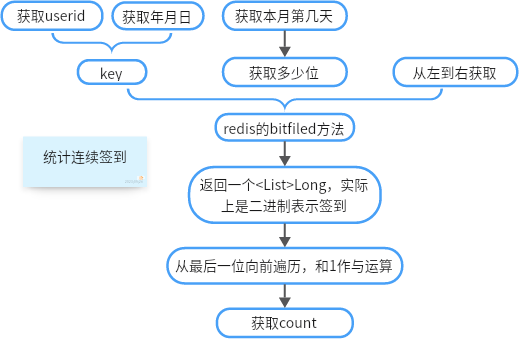 获取userid
获取年月日
获取本月第几天
key
获取多少位
从左到右获取
redis的bitfiled方法
统计连续签到
返回一个<List>Long，实际
上是二进制表示签到
从最后一位向前遍历，和1作与运算
获取count